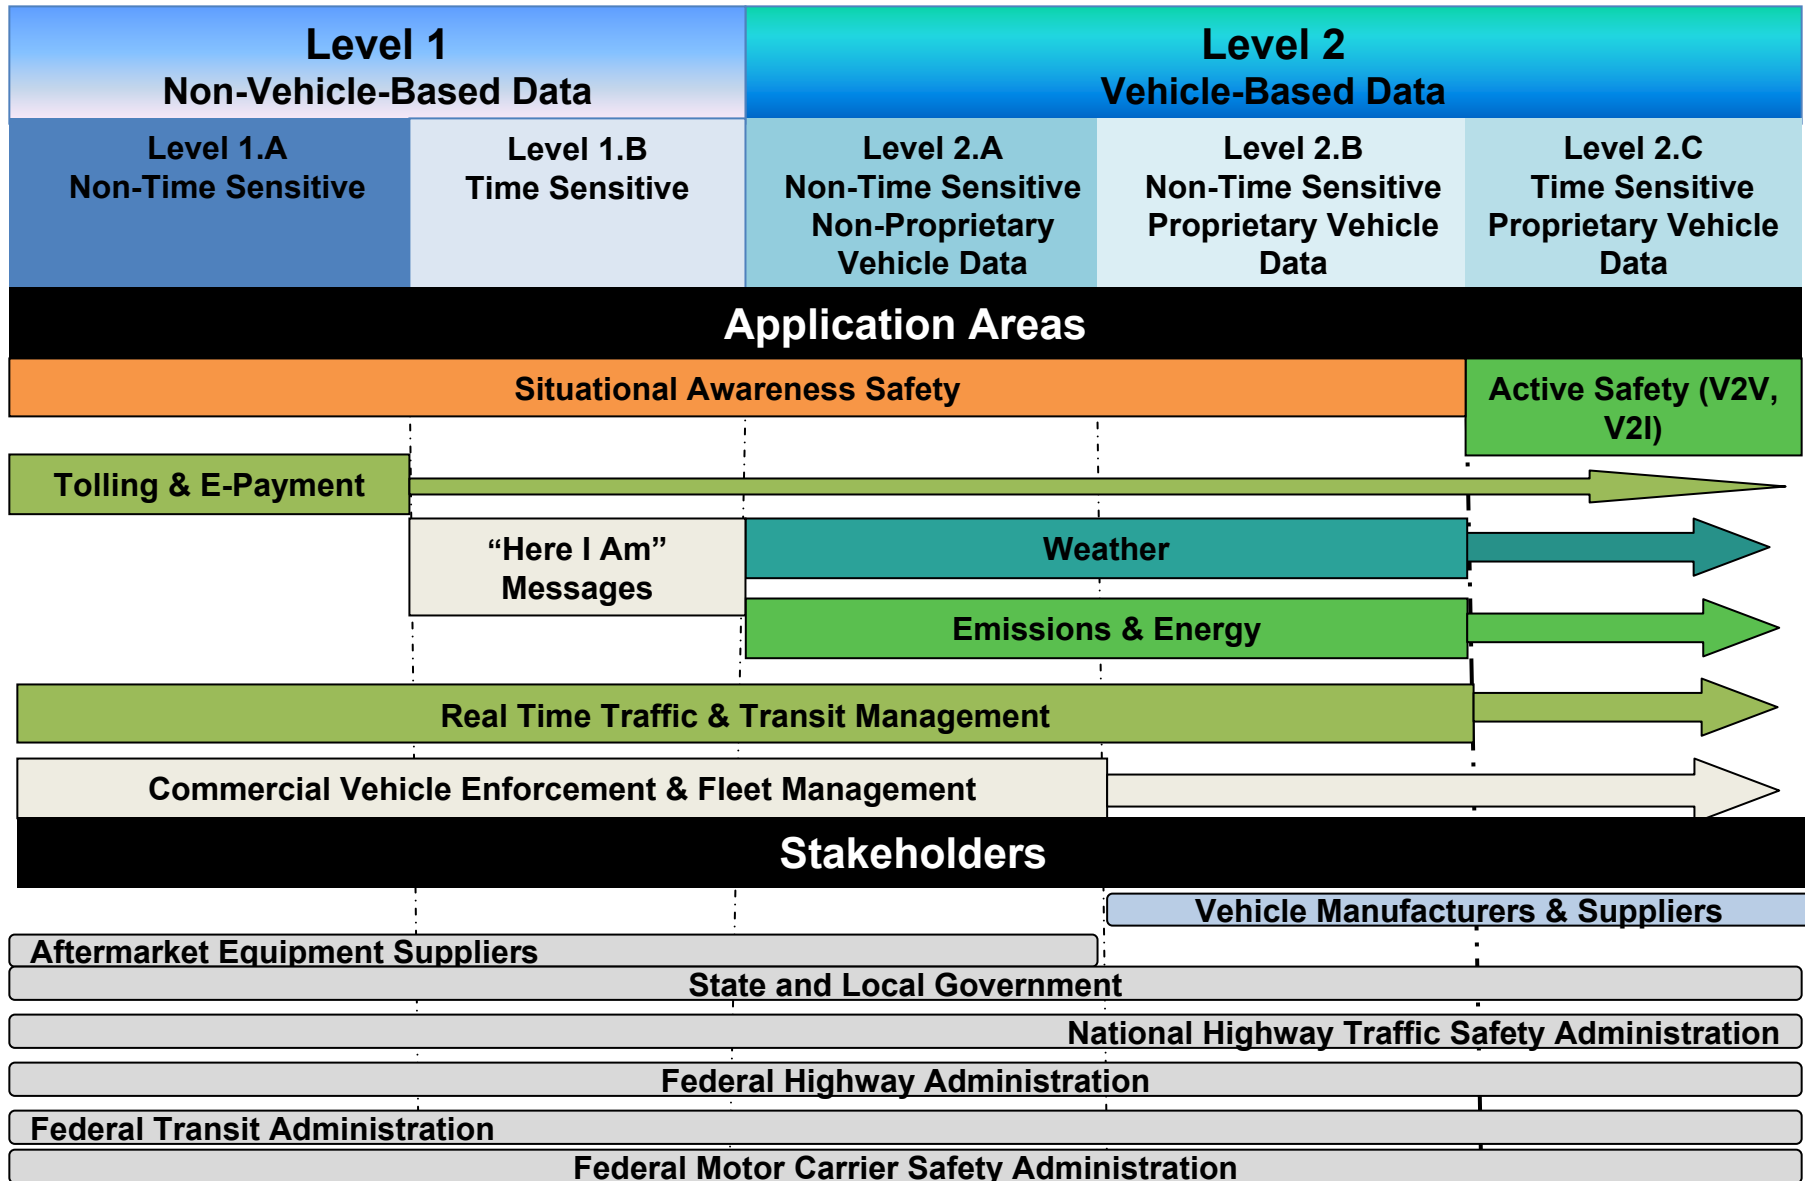 Level 1
Non-Vehicle-Based Data
Level 2
Vehicle-Based Data
Level 1.A
Non-Time Sensitive
Level 1.B
Time Sensitive
Level 2.A
Non-Time Sensitive
Non-Proprietary
Vehicle Data
Level 2.B
Non-Time Sensitive
Proprietary Vehicle
Data
Level 2.C
Time Sensitive
Proprietary Vehicle
Data
Application Areas
Situational Awareness Safety
Active Safety (V2V,
V2I)
Tolling & E-Payment
“Here I Am”
Messages
Weather
Emissions & Energy
Real Time Traffic & Transit Management
Commercial Vehicle Enforcement & Fleet Management
Stakeholders
Vehicle Manufacturers & Suppliers
Aftermarket Equipment Suppliers
State and Local Government
National Highway Traffic Safety Administration
Federal Highway Administration
Federal Transit Administration
Federal Motor Carrier Safety Administration